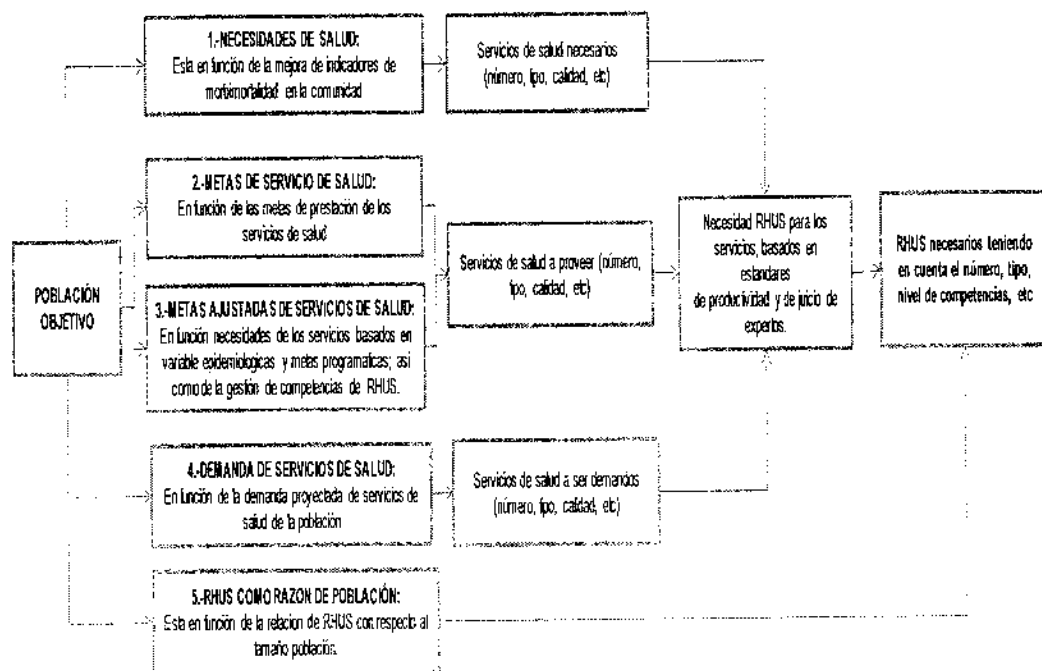 1.-NECESIDADES DE SALUD:
Esta en función de la mejora de indicadores de
morbimortalidad en la comunidad
Servicios de salud necesarios
(número, tipo, calidad, etc)
2.-METAS DE SERVICIO DE SALUD:
En función de las metas de prestación de los
servicios de salud
POBLACIÓN
OBJETIVO
3.-METAS AJUSTADAS DE SERVICIOS DE SALUD:
En función necesidades de los servicios basados en
variable epidemiologicas y metas programaticas; asi
como de la gestión de competencias de RHUS.
Servicios de salud a proveer (número,
tipo, calidad, etc)
Necesidad RHUS para los
servicios, basados en
estandares
de productividad y de juicio de
expertos.
RHUS necesarios teniendo
en cuenta el número, tipo,
nivel de competencias, etc
4.-DEMANDA DE SERVICIOS DE SALUD:
En función de la demanda proyectada de servicios de
salud de la población
Servicios de salud a ser demandios
(número, tipo, calidad, etc)
5.-RHUS COMO RAZON DE POBLACIÓN:
Esta en función de la relacion de RHUS con respecto al
tamaño población.